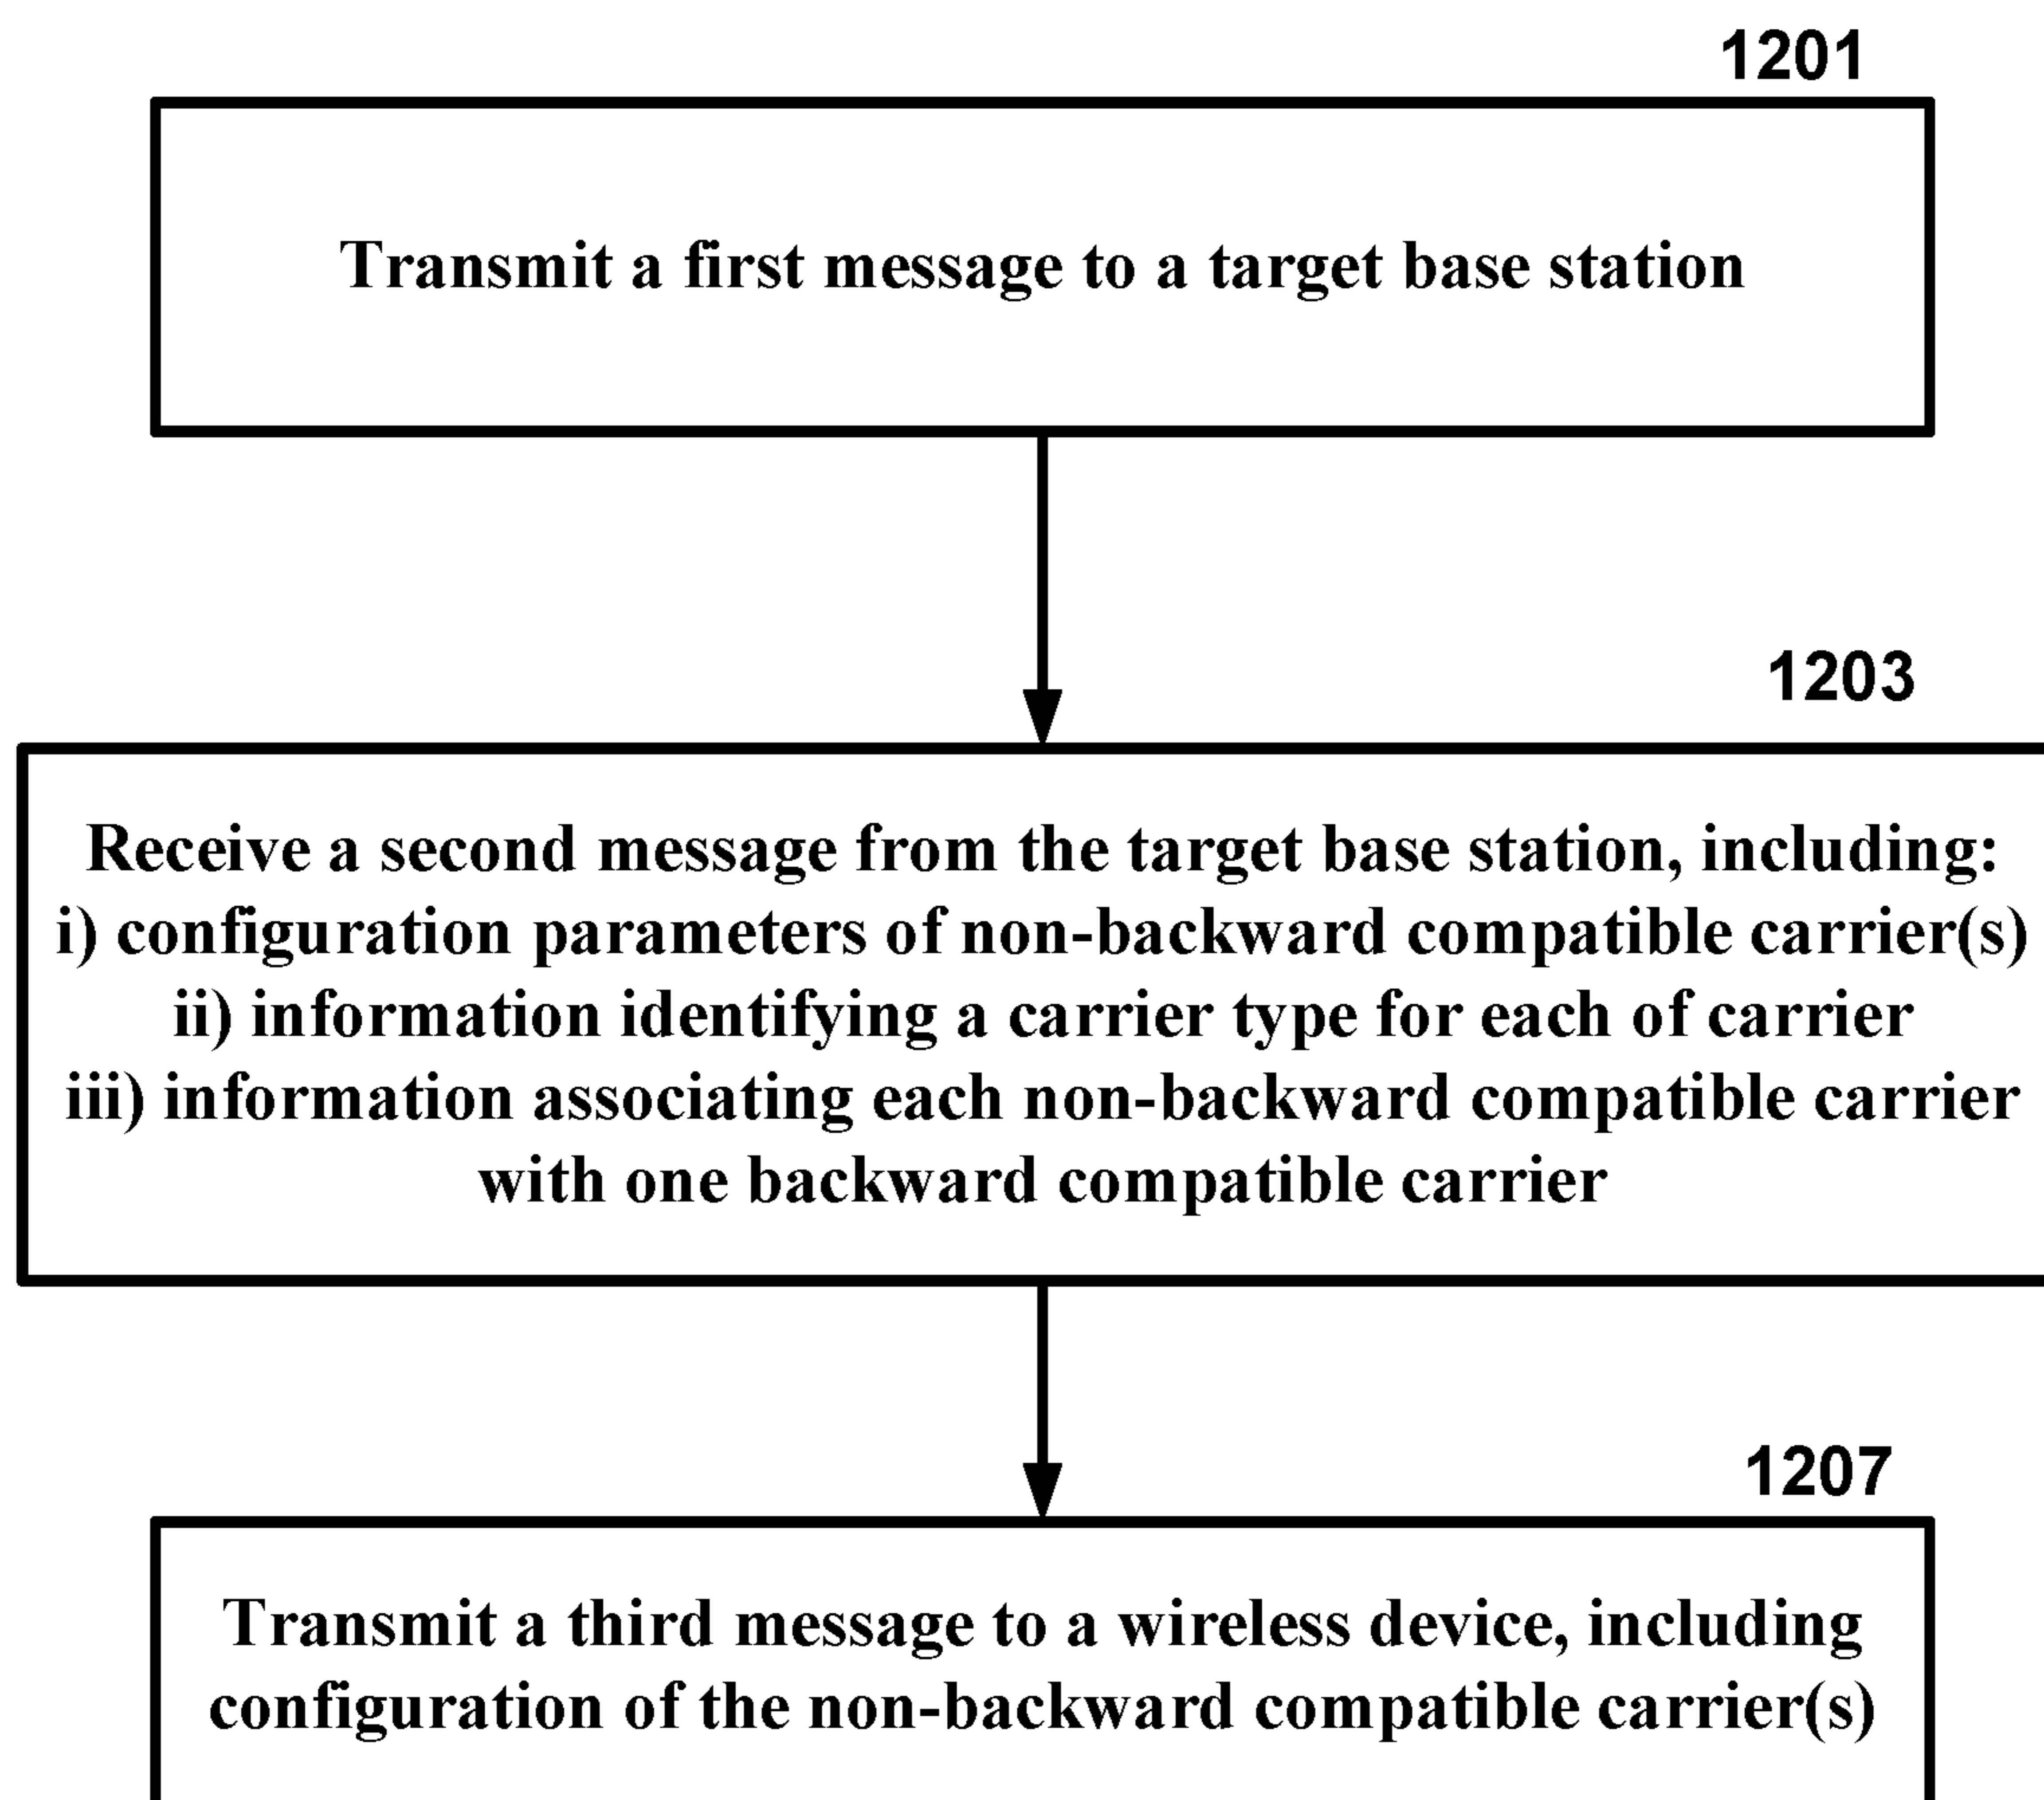 1201
Transmit a first message to a target base station
1203
Receive a second message from the target base station, including:
i) configuration parameters of non-backward compatible carrier(s)
ii) information identifying a carrier type for each of carrier
iii) information associating each non-backward compatible carrier
with one backward compatible carrier
1207
Transmit a third message to a wireless device, including
configuration of the non-backward compatible carrier(s)